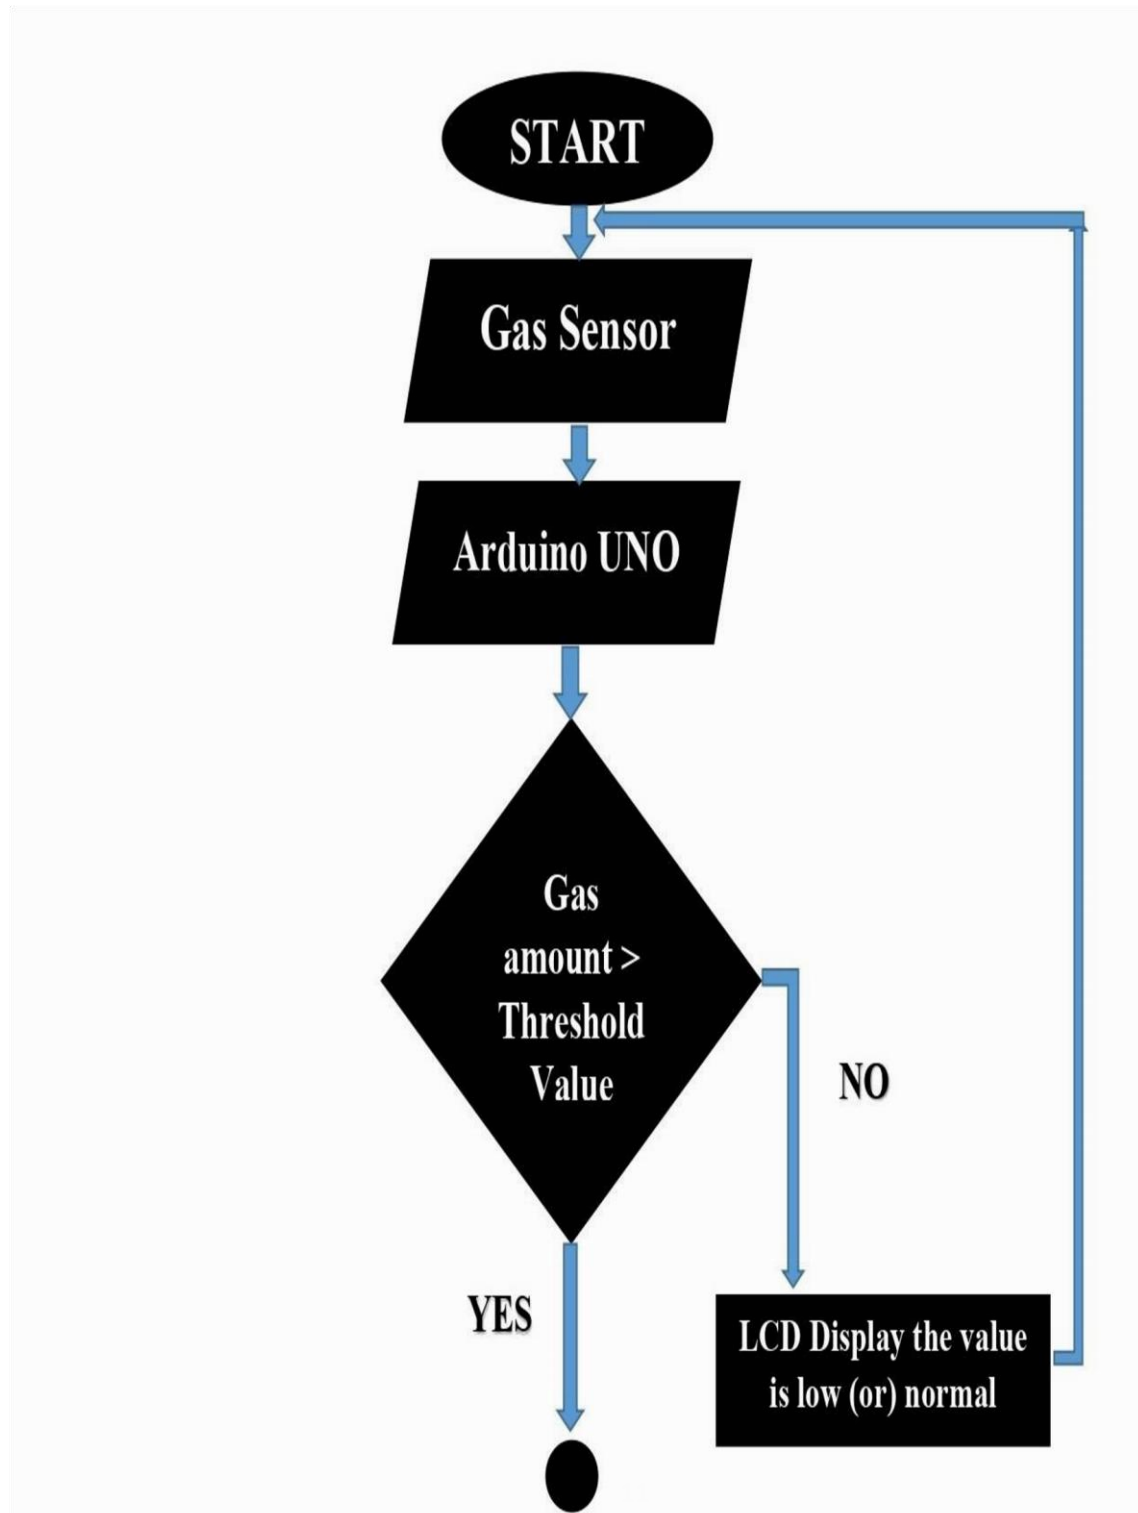 START
Gas Sensor
Arduino UNO
Gas
amount >
Threshold
Value
NO
YES
LCD Display the value
is low (or) normal